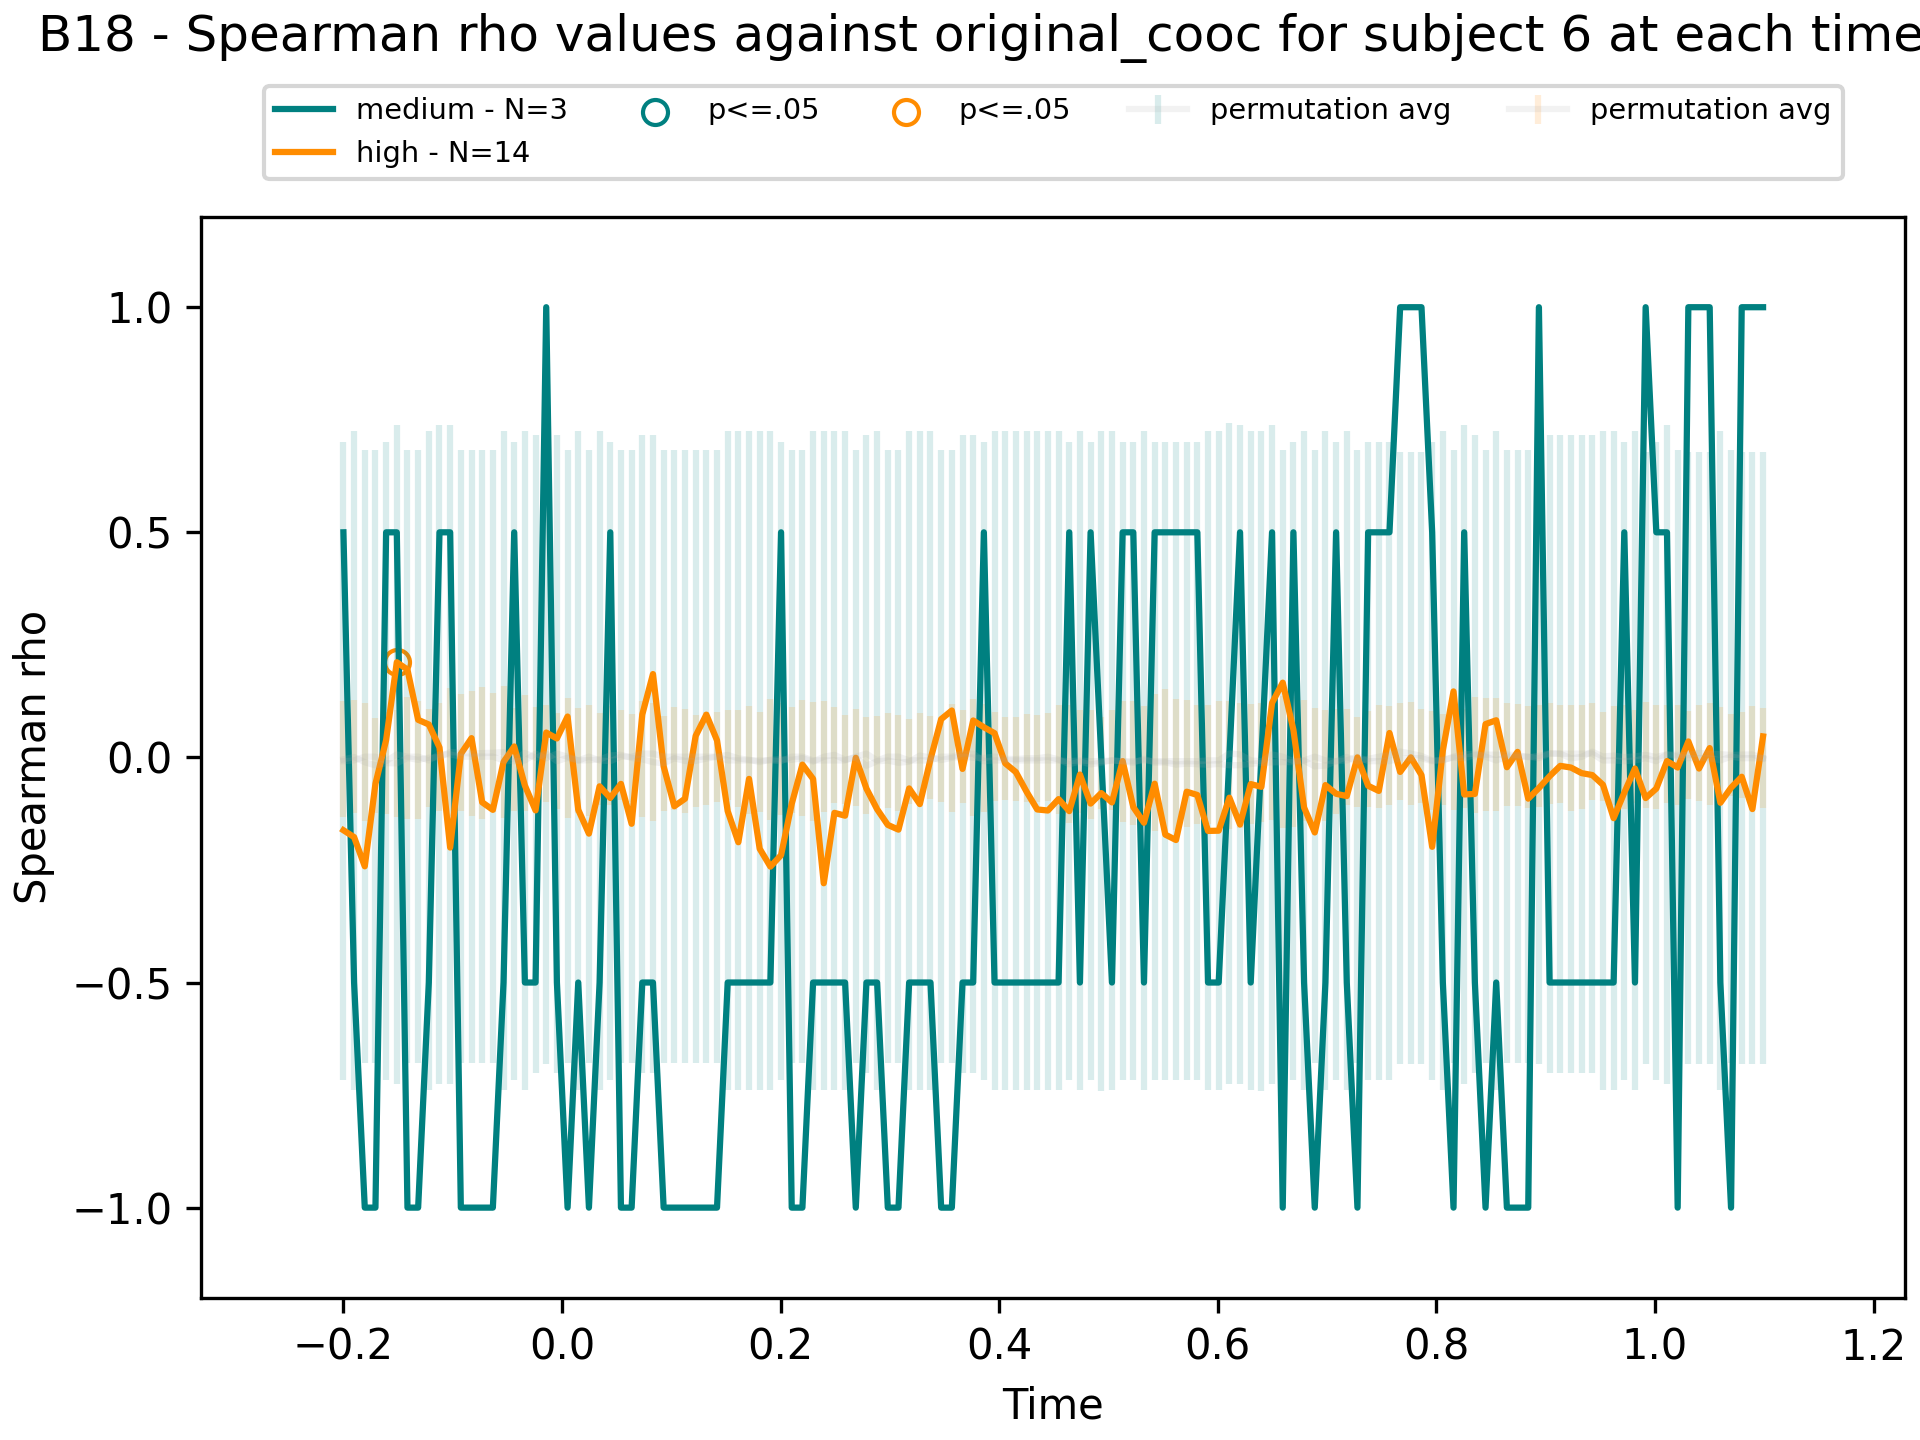 B18 - Spearman rho values against original_cooc for subject 6 at each time
medium - N=3
high - N=14
p<=.05
p<=.05
permutation avg
permutation avg
Spearman rho
1.0
0.5
0.0
−0.5
−1.0
−0.2 0.0 0.2 0.4 0.6 0.8 1.0 1.2
Time